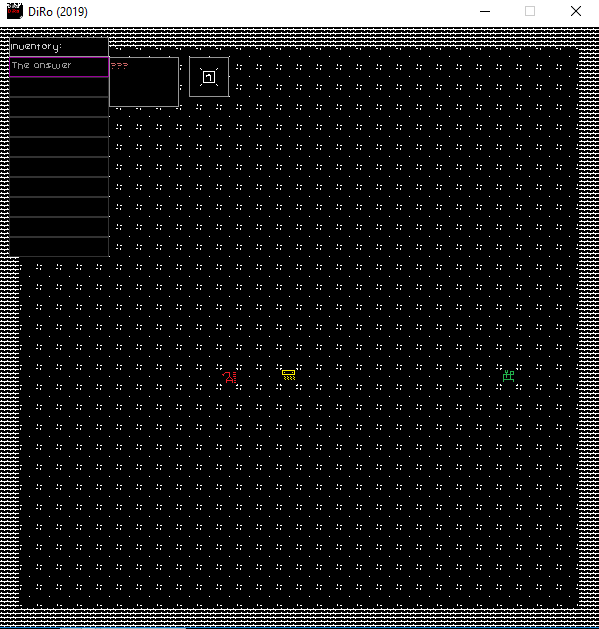 DiRo (2019)
Inventory:
The answer
???